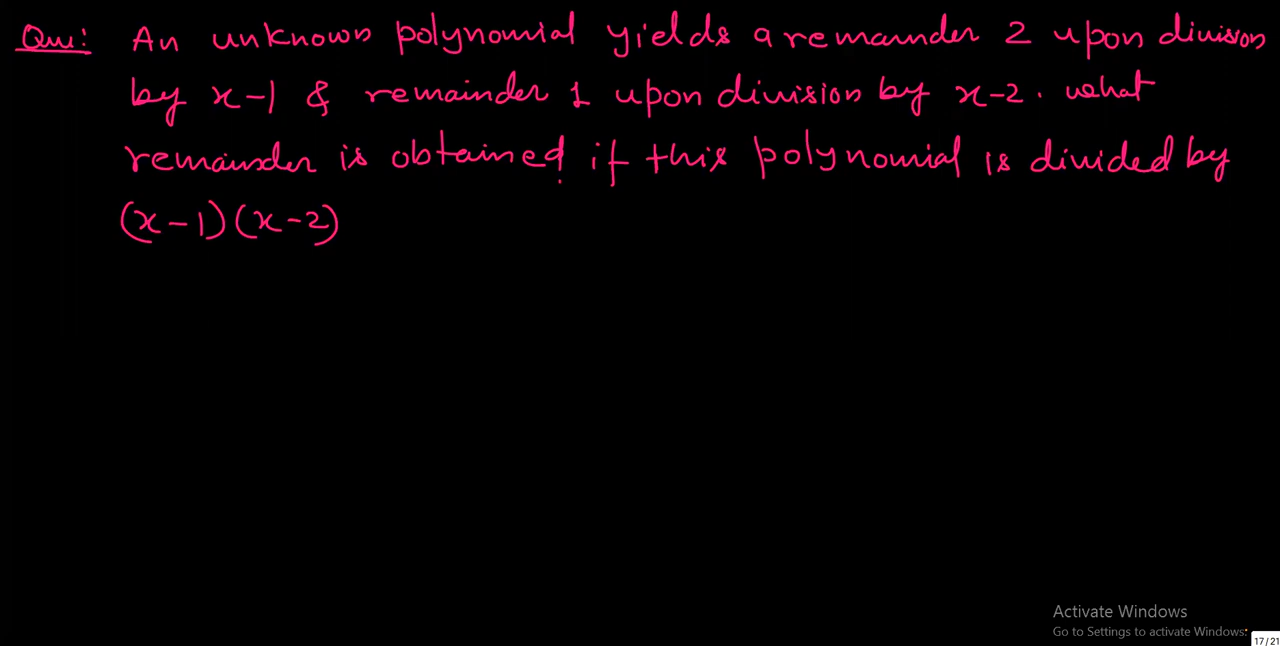 Que: An unknown polynomial yields a remainder 2 upon division
by x-1 & remainder 1 upon division by x-2. what
remainder is obtained if this polynomial is divided by
(x-1)(x-2)
Activate Windows
Go to Settings to activate Windows.
17/21